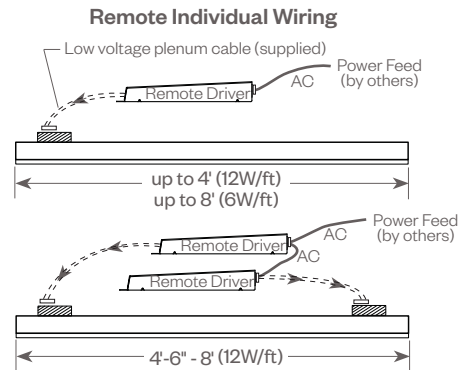 Remote Individual Wiring
Low voltage plenum cable (supplied)
Power Feed
(by others)
AC
Remote Driver
up to 4' (12W/ft)
up to 8' (6W/ft)
Power Feed
(by others)
AC
Remote Driver
AC
Remote Driver
4'-6" - 8' (12W/ft)